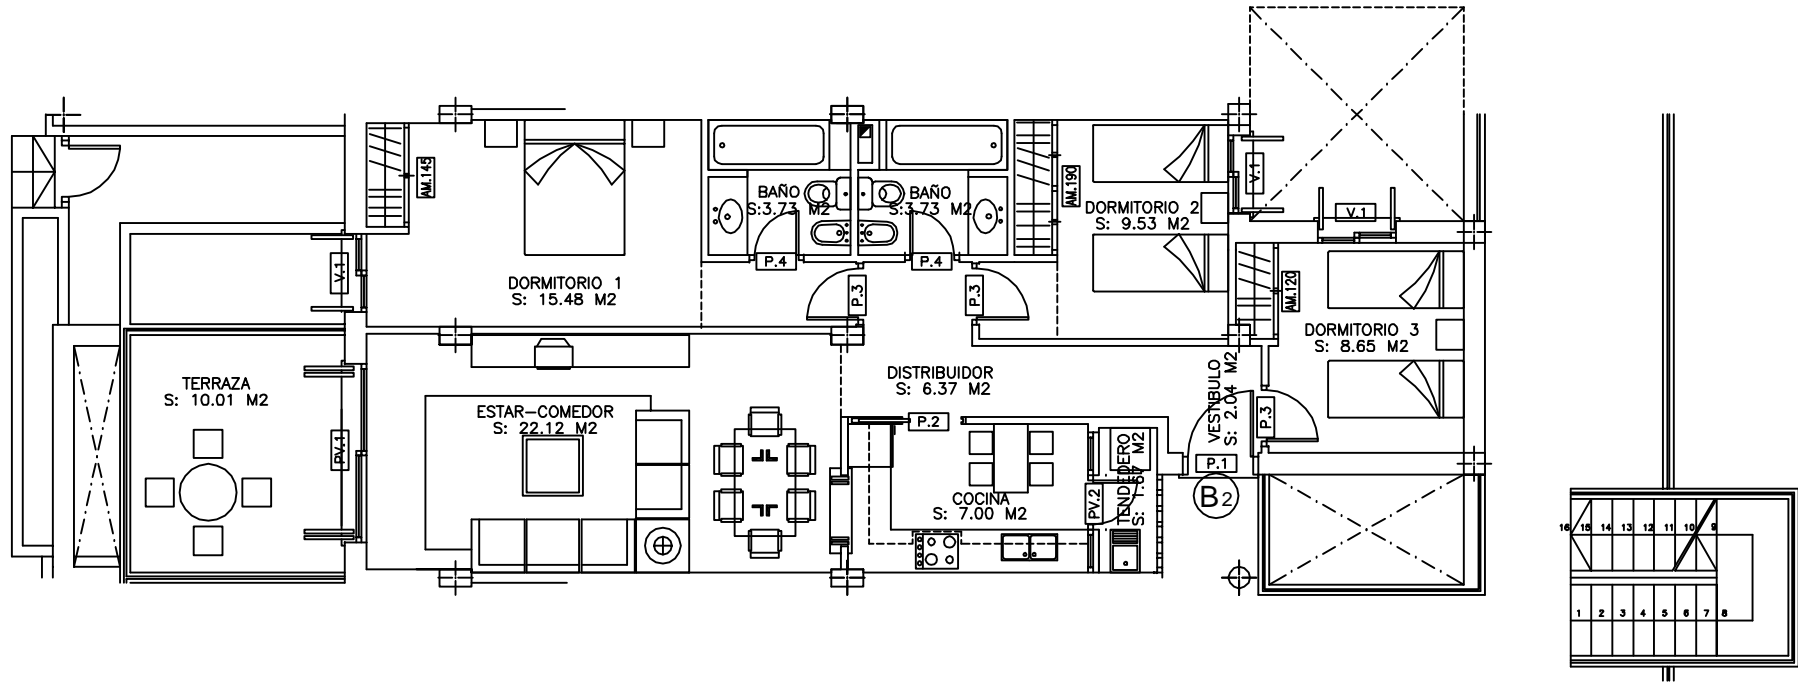 AM.145
DORMITORIO 1
S: 15.48 M2
V.1
BAÑO
S:3.73 M2
P.4
P.3
BAÑO
S:3.73 M2
P.4
P.3
AM.190
DORMITORIO 2
S: 9.53 M2
V.1
V.1
AM.120
DORMITORIO 3
S: 8.65 M2
P.3
TERRAZA
S: 10.01 M2
PV.1
ESTAR-COMEDOR
S: 22.12 M2
DISTRIBUIDOR
S: 6.37 M2
P.2
VESTIBULO
S: 2.04 M2
P.1
B2
COCINA
S: 7.00 M2
PV.2
TENDEDERO
S: 1.67 M2
16 15 14 13 12 11 10 9
1 2 3 4 5 6 7 8